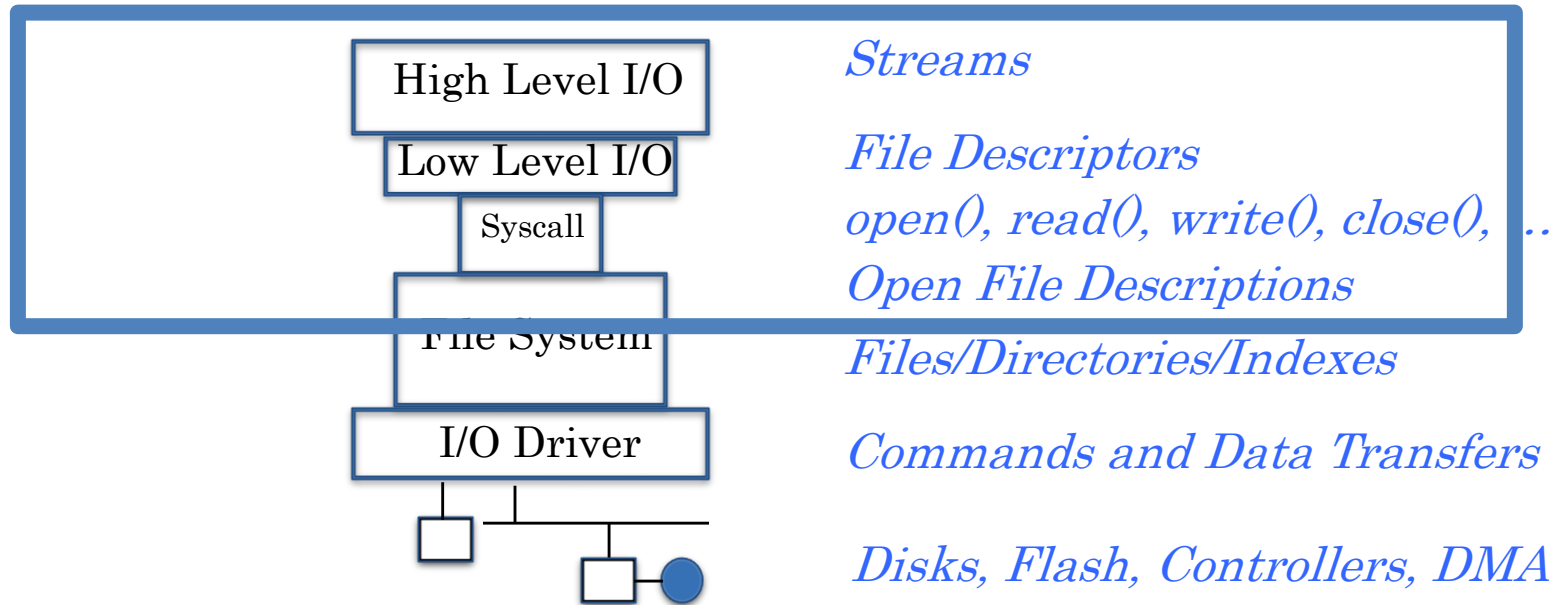 High Level I/O
Streams
Low Level I/O
File Descriptors
Syscall
open(), read(), write(), close(), ...
Open File Descriptions
File System
Files/Directories/Indexes
I/O Driver
Commands and Data Transfers
Disks, Flash, Controllers, DMA